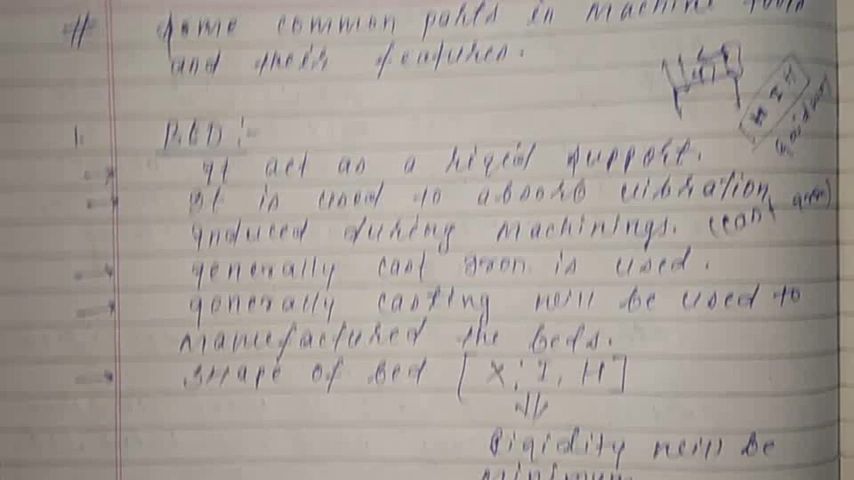 # Some common parts in machine tools
and their features.
1. BED :-
→ It act as a rigid support.
→ It is used to absorb vibration
induced during machinings. (cast iron)
→ generally cast iron is used.
→ generally casting will be used to
manufactured the beds.
→ shape of bed [X, I, H]
Rigidity will be
minimum